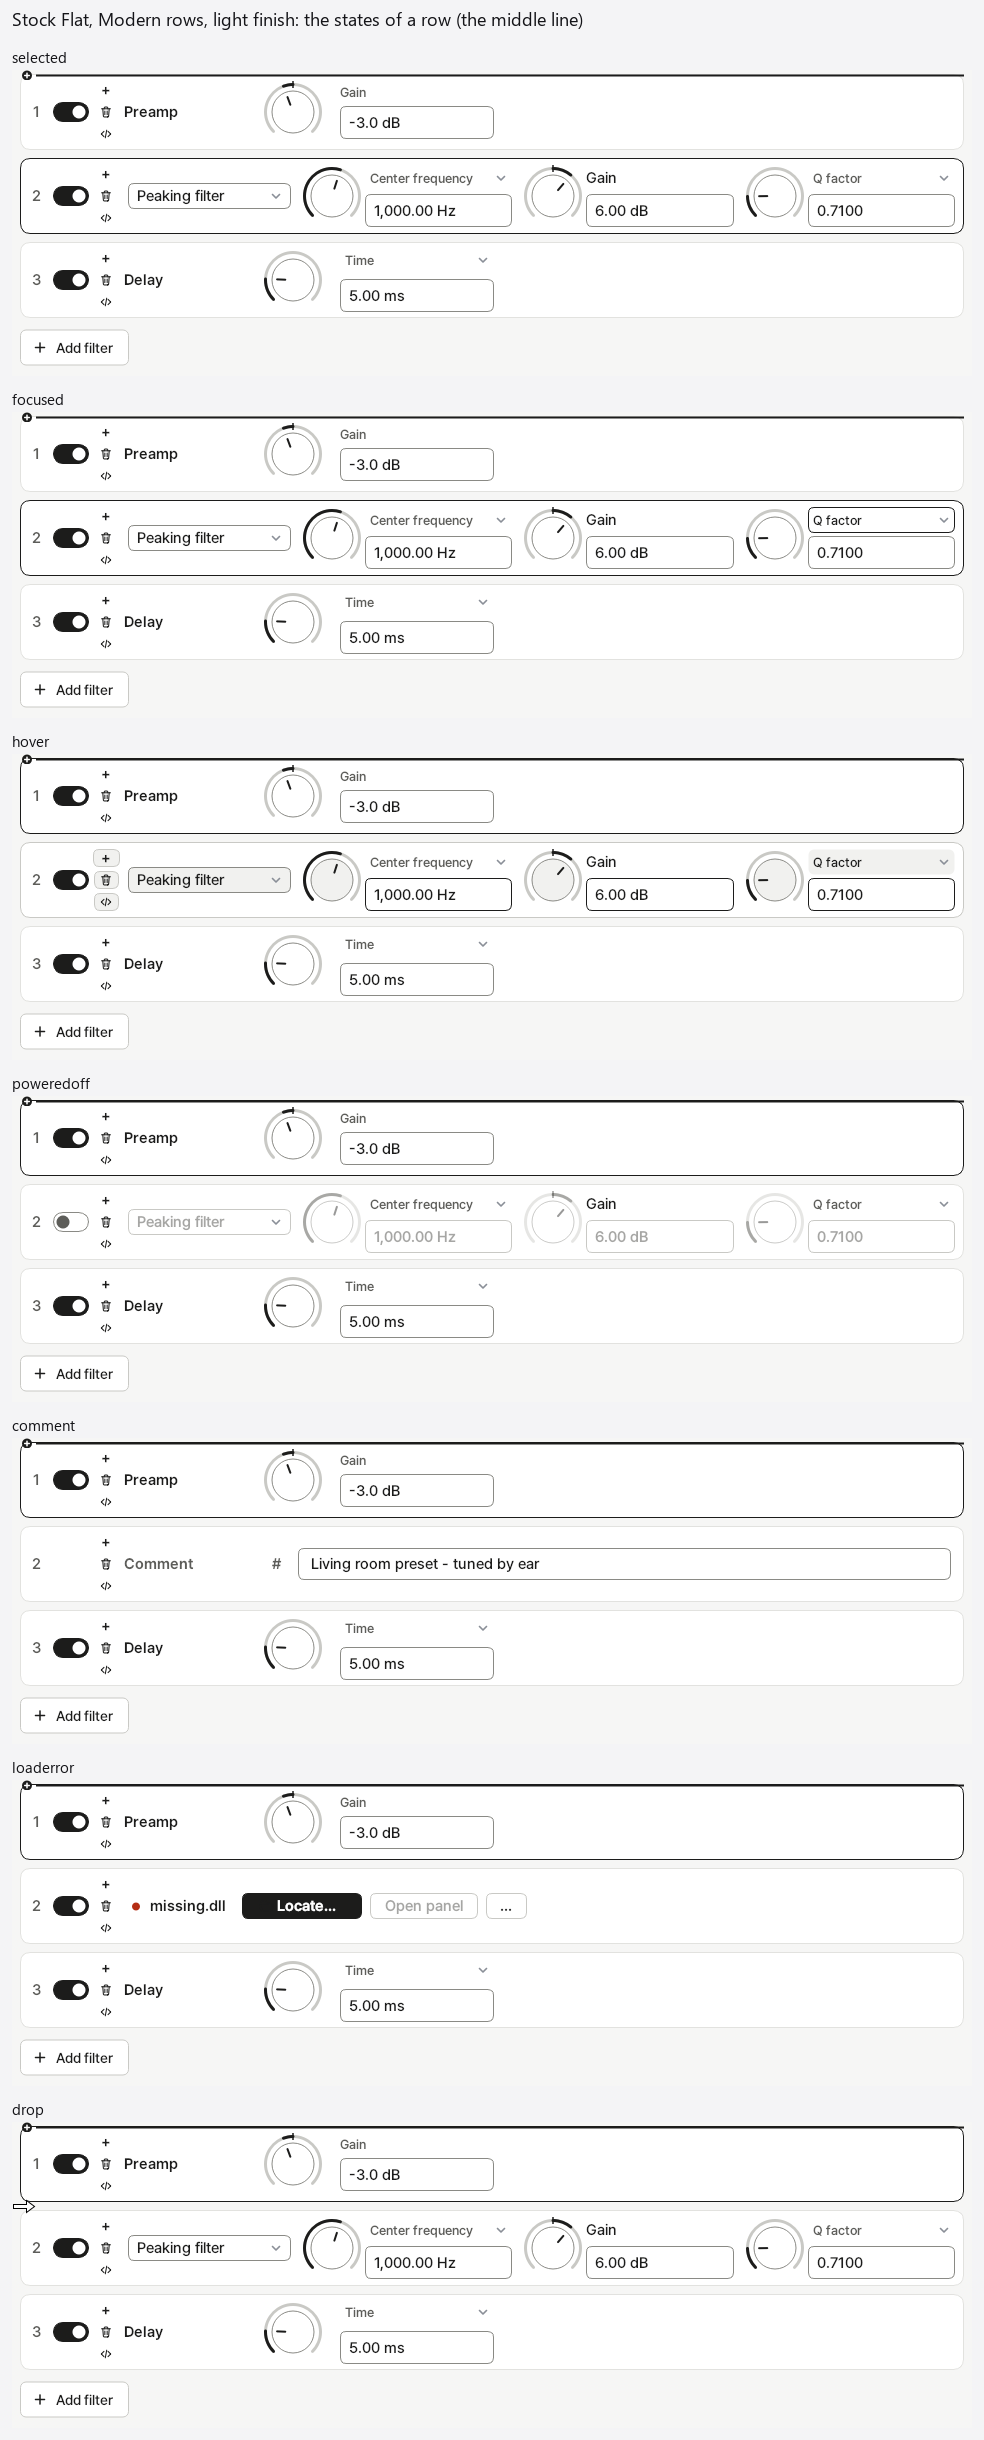 Stock Flat, Modern rows, light finish: the states of a row (the middle line)
selected
Gain
1 Preamp -3.0 dB
Center frequency Gain Q factor
2 Peaking filter 1,000.00 Hz 6.00 dB 0.7100
Time
3 Delay 5.00 ms
+ Add filter
focused
Gain
1 Preamp -3.0 dB
Center frequency Gain Q factor
2 Peaking filter 1,000.00 Hz 6.00 dB 0.7100
Time
3 Delay 5.00 ms
+ Add filter
hover
Gain
1 Preamp -3.0 dB
Center frequency Gain Q factor
2 Peaking filter 1,000.00 Hz 6.00 dB 0.7100
Time
3 Delay 5.00 ms
+ Add filter
poweredoff
Gain
1 Preamp -3.0 dB
Center frequency Gain Q factor
2 Peaking filter 1,000.00 Hz 6.00 dB 0.7100
Time
3 Delay 5.00 ms
+ Add filter
comment
Gain
1 Preamp -3.0 dB
2 Comment # Living room preset - tuned by ear
Time
3 Delay 5.00 ms
+ Add filter
loaderror
Gain
1 Preamp -3.0 dB
2 missing.dll Locate... Open panel ...
Time
3 Delay 5.00 ms
+ Add filter
drop
Gain
1 Preamp -3.0 dB
Center frequency Gain Q factor
2 Peaking filter 1,000.00 Hz 6.00 dB 0.7100
Time
3 Delay 5.00 ms
+ Add filter